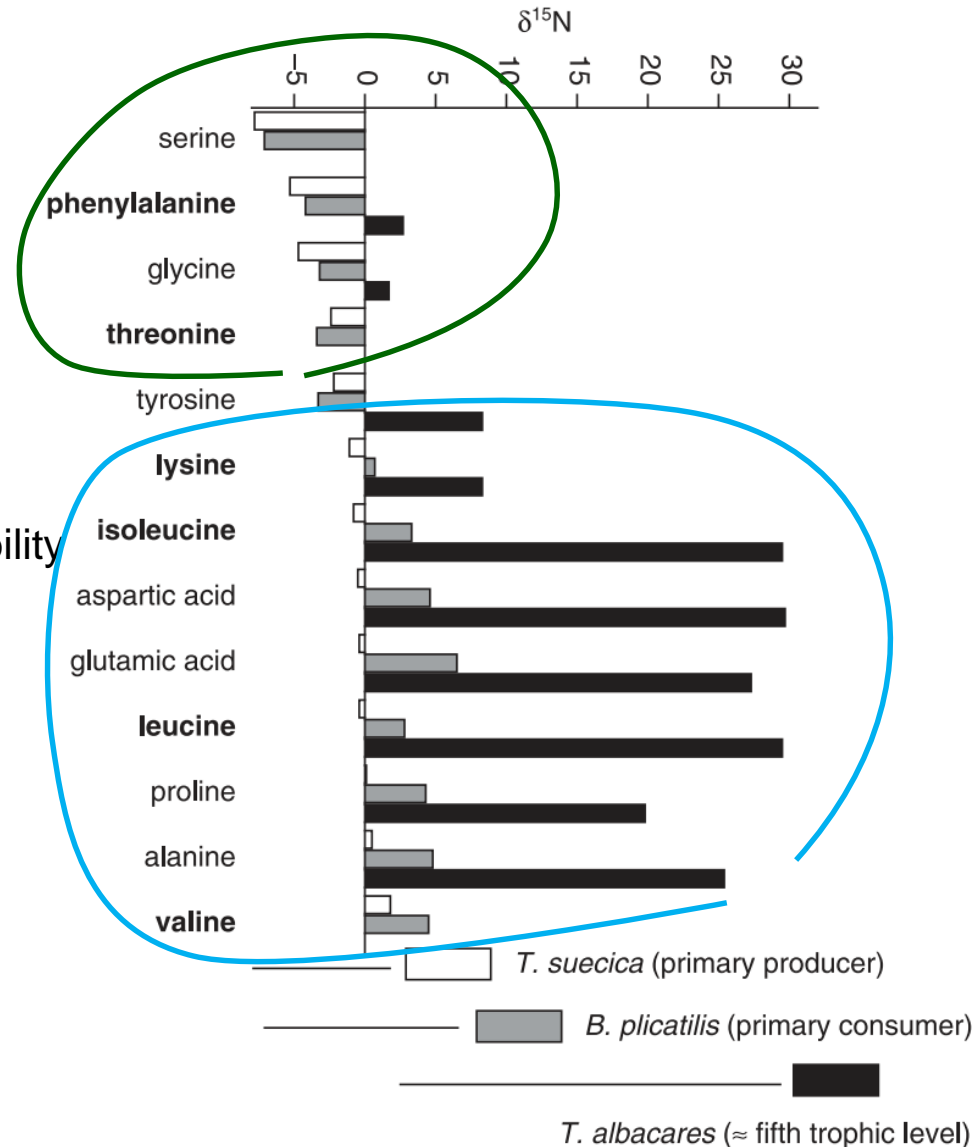 δ¹⁵N
−5 0 5 10 15 20 25 30
serine
phenylalanine
glycine
threonine
tyrosine
lysine
isoleucine
bility
aspartic acid
glutamic acid
leucine
proline
alanine
valine
T. suecica (primary producer)
B. plicatilis (primary consumer)
T. albacares (≈ fifth trophic level)